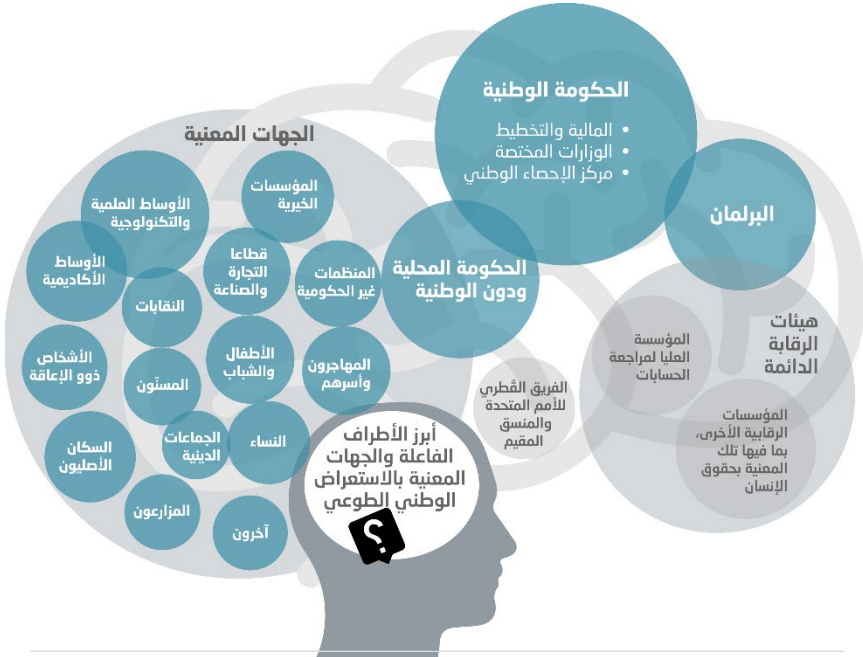 الحكومة الوطنية
• المالية والتخطيط
• الوزارات المختصة
• مركز الإحصاء الوطني
البرلمان
الحكومة المحلية
ودون الوطنية
هيئات
الرقابة
الدائمة
المؤسسة
العليا لمراجعة
الحسابات
المؤسسات
الرقابية الأخرى،
بما فيها تلك
المعنية بحقوق
الإنسان
الفريق القُطري
للأمم المتحدة
والمنسق
المقيم
الجهات المعنية
المؤسسات
الخيرية
الأوساط العلمية
والتكنولوجية
المنظمات
غير الحكومية
قطاعا
التجارة
والصناعة
الأوساط
الأكاديمية
النقابات
المهاجرون
وأسرهم
الأطفال
والشباب
الأشخاص
ذوو الإعاقة
المسنّون
النساء
الجماعات
الدينية
السكان
الأصليون
المزارعون
آخرون
أبرز الأطراف
الفاعلة والجهات
المعنية بالاستعراض
الوطني الطوعي
؟